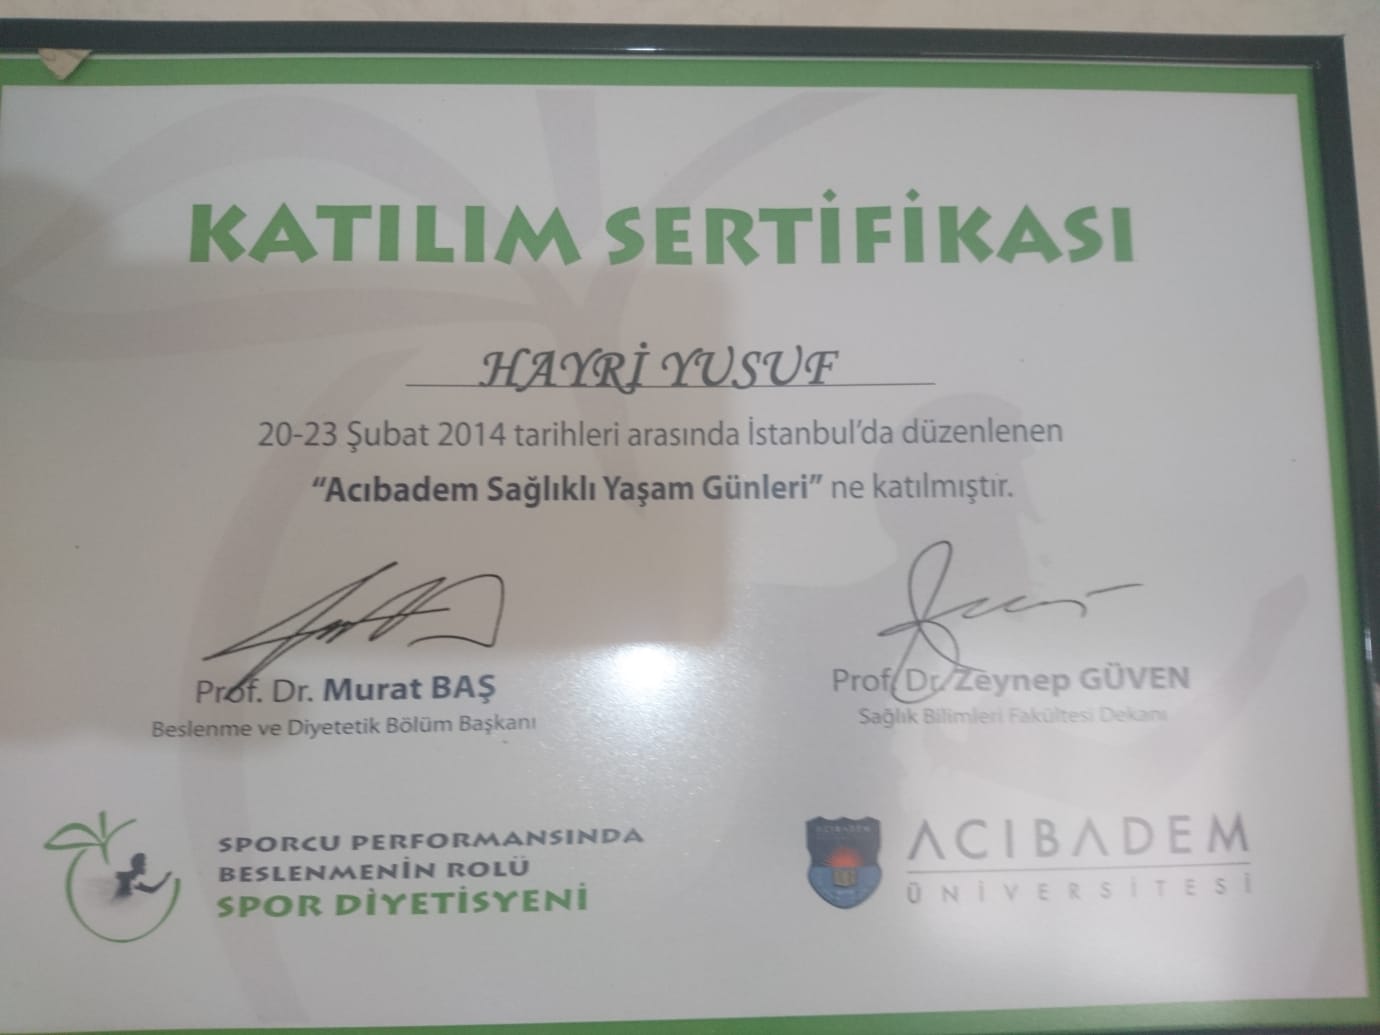 KATILIM SERTİFİKASI
HAYRİ YUSUF
20-23 Şubat 2014 tarihleri arasında İstanbul'da düzenlenen
“Acıbadem Sağlıklı Yaşam Günleri” ne katılmıştır.
Prof. Dr. Murat BAŞ
Beslenme ve Diyetetik Bölüm Başkanı
Prof. Dr. Zeynep GÜVEN
Sağlık Bilimleri Fakültesi Dekanı
SPORCU PERFORMANSINDA
BESLENMENİN ROLÜ
SPOR DİYETİSYENİ
ACIBADEM
ACIBADEM
ÜNİVERSİTESİ